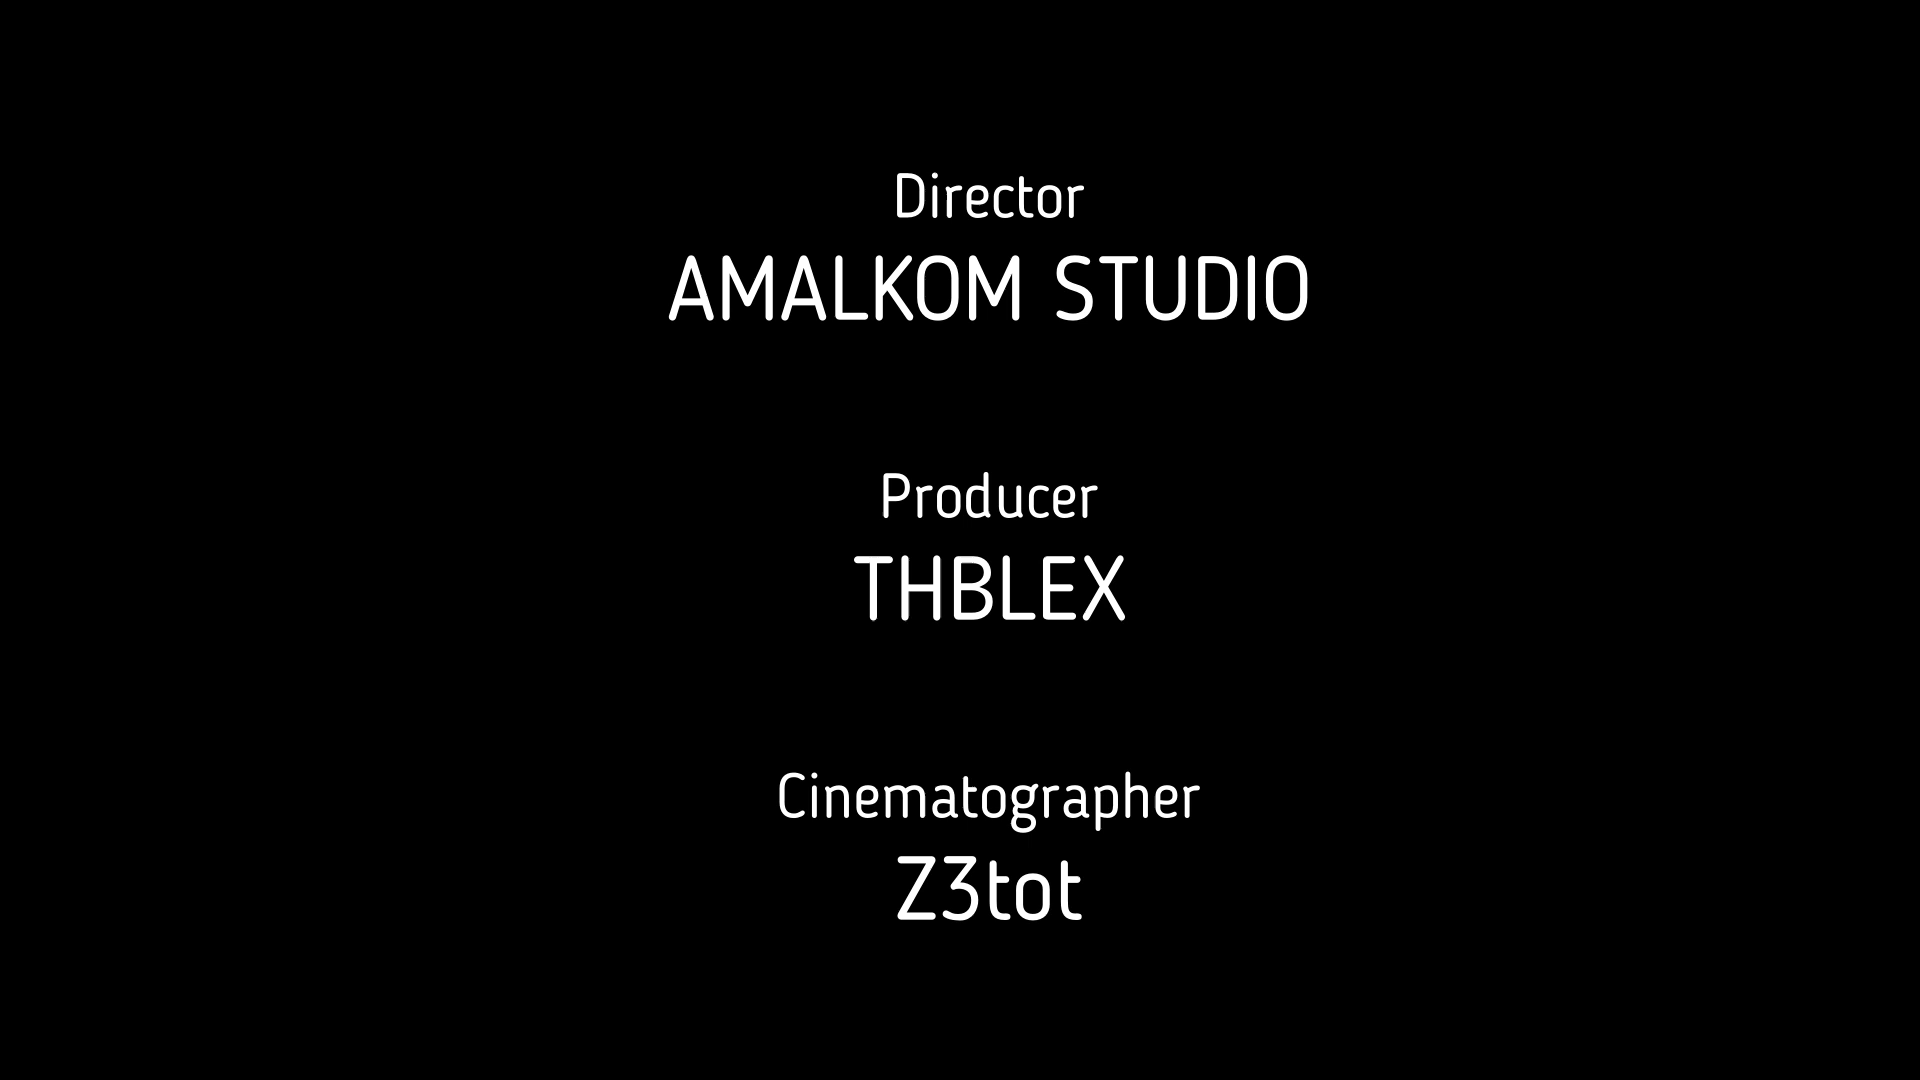 Director
AMALKOM STUDIO
Producer
THBLEX
Cinematographer
Z3tot